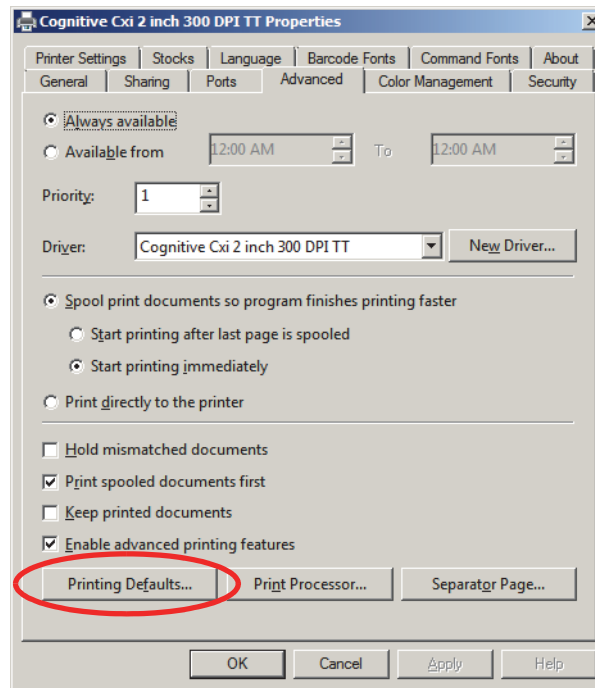 Cognitive Cxi 2 inch 300 DPI TT Properties
Printer Settings Stocks Language Barcode Fonts Command Fonts About
General Sharing Ports Advanced Color Management Security
Always available
Available from 12:00 AM To 12:00 AM
Priority: 1
Driver: Cognitive Cxi 2 inch 300 DPI TT New Driver...
Spool print documents so program finishes printing faster
Start printing after last page is spooled
Start printing immediately
Print directly to the printer
Hold mismatched documents
Print spooled documents first
Keep printed documents
Enable advanced printing features
Printing Defaults... Print Processor... Separator Page...
OK Cancel Apply Help